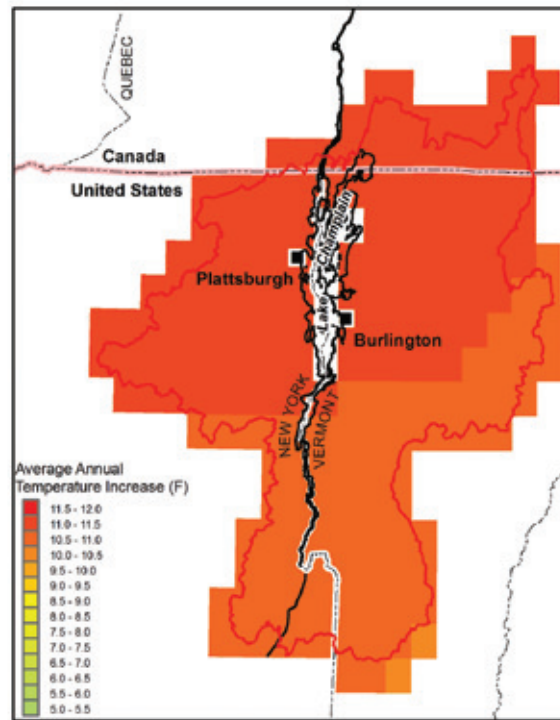 QUEBEC
Canada
United States
Lake Champlain
Plattsburgh
Burlington
NEW YORK
VERMONT
Average Annual
Temperature Increase (F)
11.5 - 12.0
11.0 - 11.5
10.5 - 11.0
10.0 - 10.5
9.5 - 10.0
9.0 - 9.5
8.5 - 9.0
8.0 - 8.5
7.5 - 8.0
7.0 - 7.5
6.5 - 7.0
6.0 - 6.5
5.5 - 6.0
5.0 - 5.5